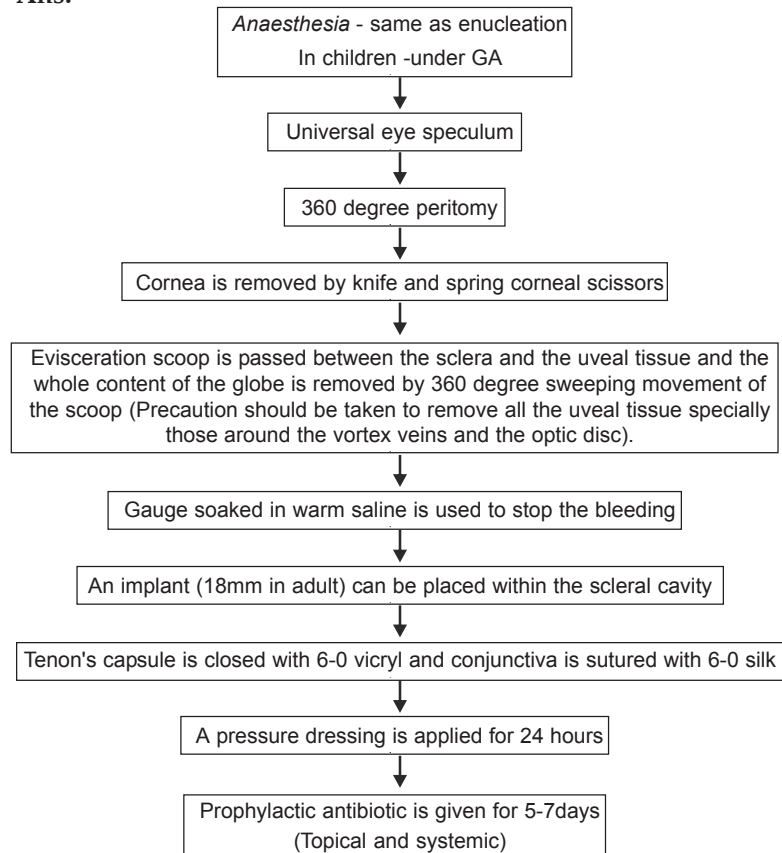 Ans.
Anaesthesia - same as enucleation
In children -under GA
Universal eye speculum
360 degree peritomy
Cornea is removed by knife and spring corneal scissors
Evisceration scoop is passed between the sclera and the uveal tissue and the
whole content of the globe is removed by 360 degree sweeping movement of
the scoop (Precaution should be taken to remove all the uveal tissue specially
those around the vortex veins and the optic disc).
Gauge soaked in warm saline is used to stop the bleeding
An implant (18mm in adult) can be placed within the scleral cavity
Tenon's capsule is closed with 6-0 vicryl and conjunctiva is sutured with 6-0 silk
A pressure dressing is applied for 24 hours
Prophylactic antibiotic is given for 5-7days
(Topical and systemic)